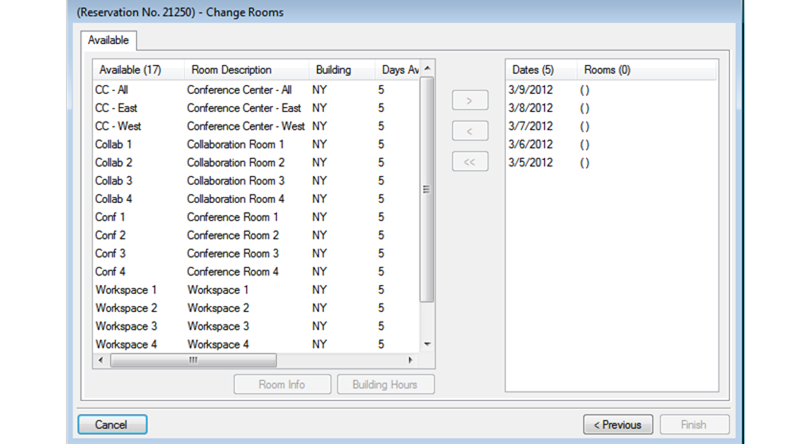 (Reservation No. 21250) - Change Rooms
Available
Available (17) Room Description Building Days Av
CC - All Conference Center - All NY 5
CC - East Conference Center - East NY 5
CC - West Conference Center - West NY 5
Collab 1 Collaboration Room 1 NY 5
Collab 2 Collaboration Room 2 NY 5
Collab 3 Collaboration Room 3 NY 5
Collab 4 Collaboration Room 4 NY 5
Conf 1 Conference Room 1 NY 5
Conf 2 Conference Room 2 NY 5
Conf 3 Conference Room 3 NY 5
Conf 4 Conference Room 4 NY 5
Workspace 1 Workspace 1 NY 5
Workspace 2 Workspace 2 NY 5
Workspace 3 Workspace 3 NY 5
Workspace 4 Workspace 4 NY 5
>
<
<<
Dates (5) Rooms (0)
3/9/2012 ( )
3/8/2012 ( )
3/7/2012 ( )
3/6/2012 ( )
3/5/2012 ( )
Room Info Building Hours
Cancel < Previous Finish